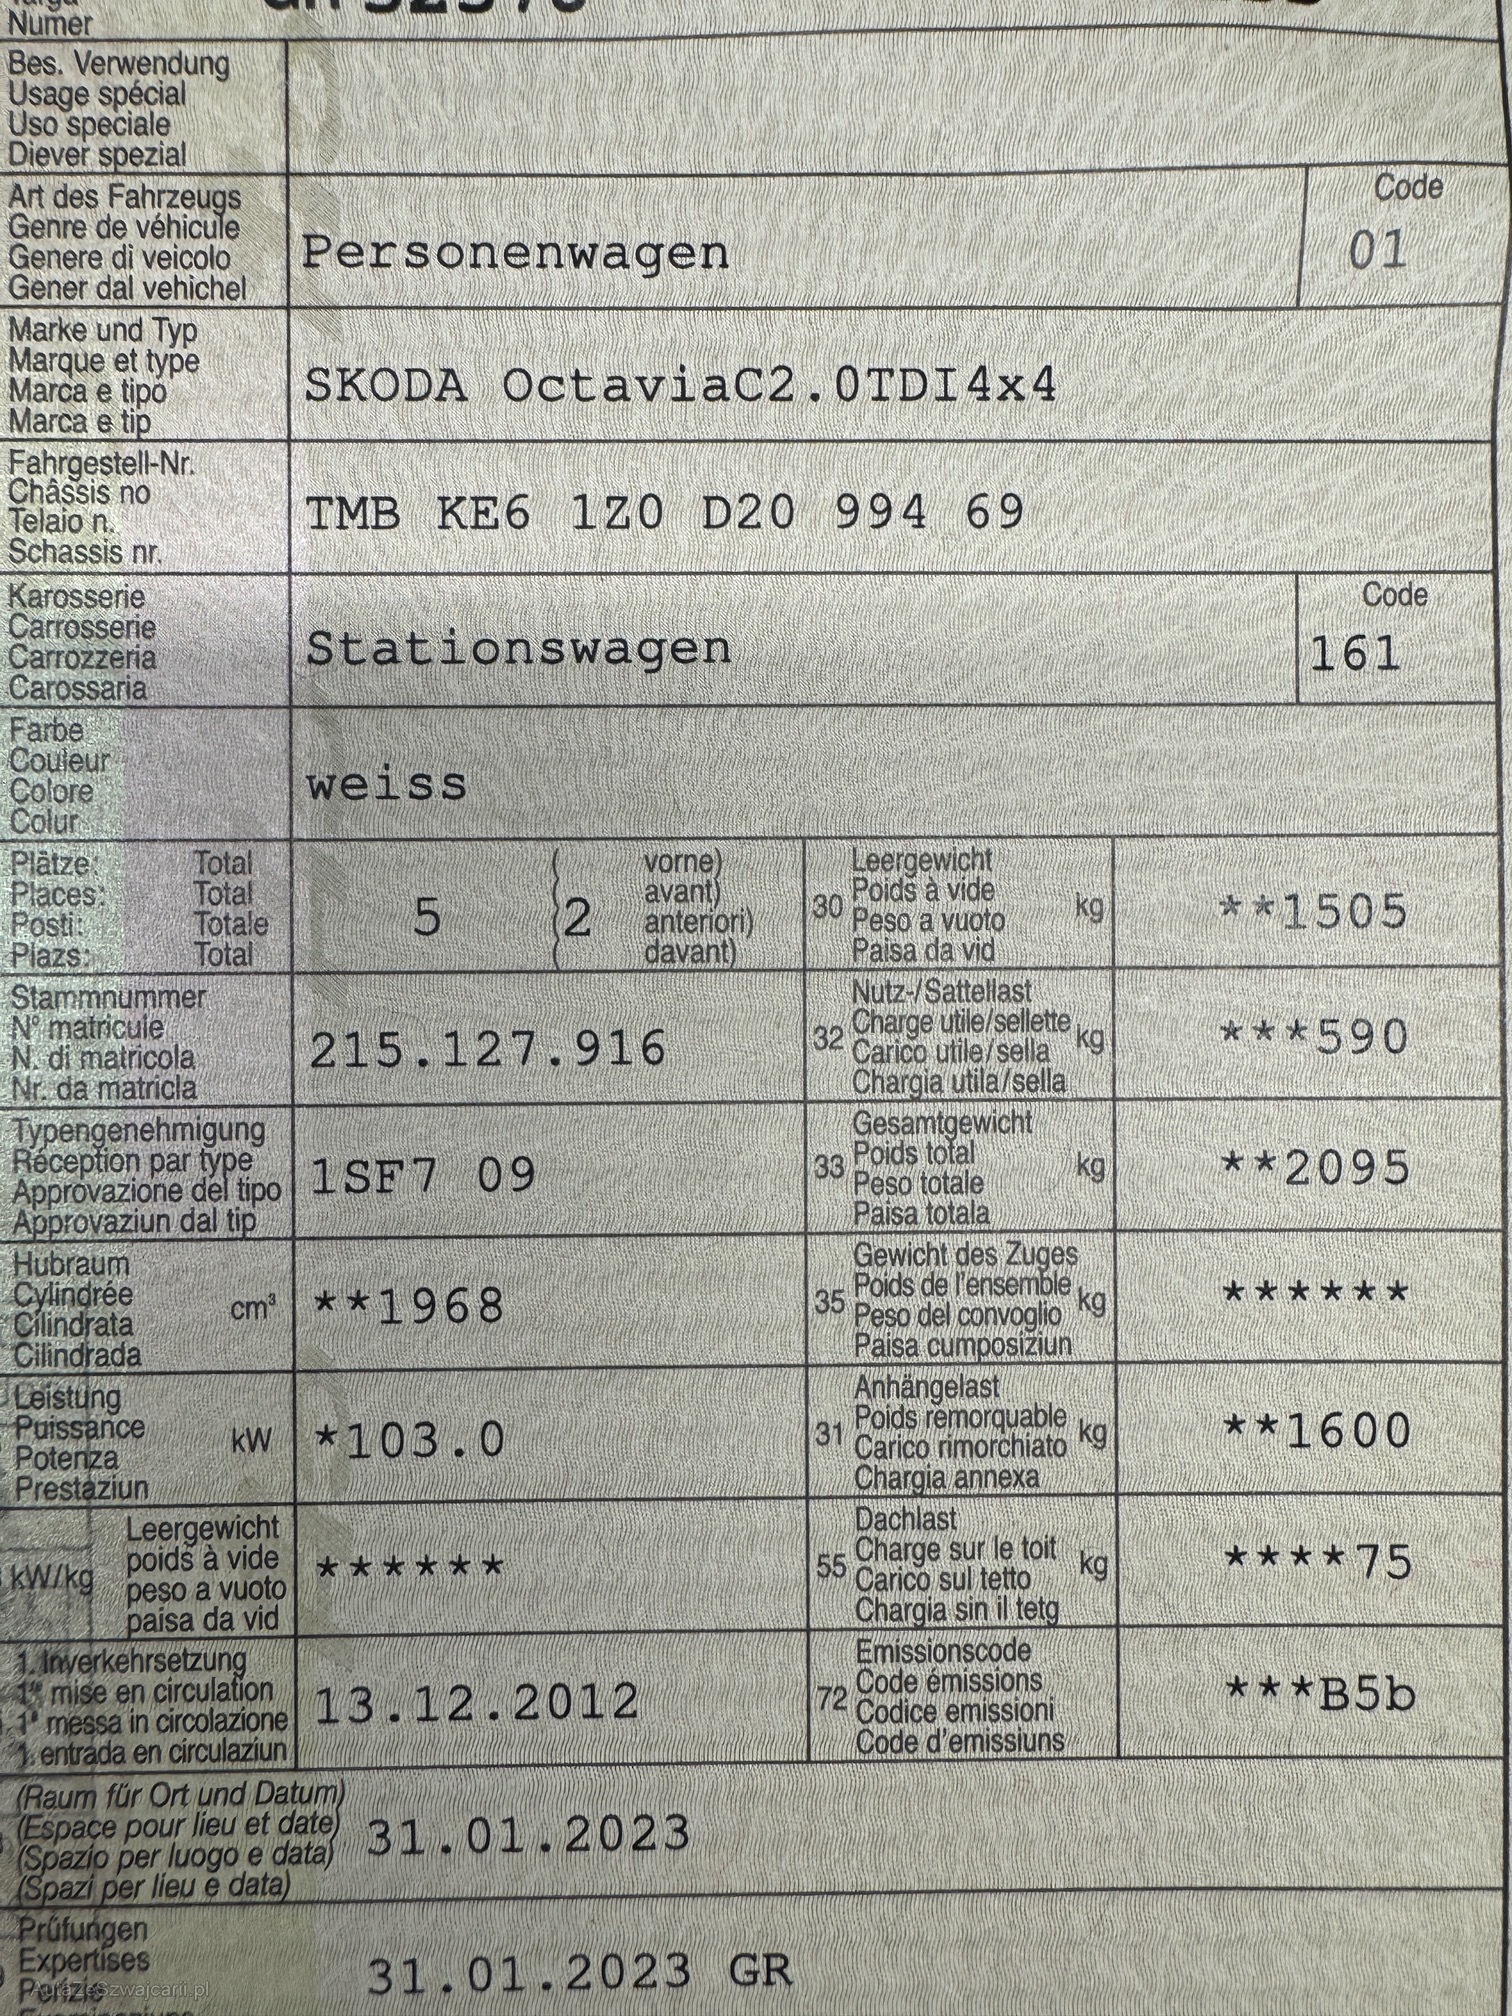 Numer
Bes. Verwendung
Usage spécial
Uso speciale
Diever spezial
Art des Fahrzeugs
Genre de véhicule
Genere di veicolo
Gener dal vehichel
Personenwagen
Code
01
Marke und Typ
Marque et type
Marca e tipo
Marca e tip
SKODA OctaviaC2.0TDI4x4
Fahrgestell-Nr.
Châssis no
Telaio n.
Schassis nr.
TMB KE6 1Z0 D20 994 69
Karosserie
Carrosserie
Carrozzeria
Carossaria
Stationswagen
Code
161
Farbe
Couleur
Colore
Colur
weiss
Plätze: Total
Places: Total
Posti: Totale
Plazs: Total
5 (2
vorne)
avant)
anteriori)
davant)
30
Leergewicht
Poids à vide
Peso a vuoto
Paisa da vid
kg
**1505
Stammnummer
N° matricule
N. di matricola
Nr. da matricla
215.127.916
32
Nutz-/Sattellast
Charge utile/sellette
Carico utile/sella
Chargia utila/sella
kg
***590
Typengenehmigung
Réception par type
Approvazione del tipo
Approvaziun dal tip
1SF7 09
33
Gesamtgewicht
Poids total
Peso totale
Paisa totala
kg
**2095
Hubraum
Cylindrée
Cilindrata
Cilindrada
cm³
**1968
35
Gewicht des Zuges
Poids de l'ensemble
Peso del convoglio
Paisa cumposiziun
kg
******
Leistung
Puissance
Potenza
Prestaziun
kW
*103.0
31
Anhängelast
Poids remorquable
Carico rimorchiato
Chargia annexa
kg
**1600
kW/kg
Leergewicht
poids à vide
peso a vuoto
paisa da vid
******
55
Dachlast
Charge sur le toit
Carico sul tetto
Chargia sin il tetg
kg
****75
1. Inverkehrsetzung
1re mise en circulation
1a messa in circolazione
1. entrada en circulaziun
13.12.2012
72
Emissionscode
Code émissions
Codice emissioni
Code d'emissiuns
***B5b
(Raum für Ort und Datum)
(Espace pour lieu et date)
(Spazio per luogo e data)
(Spazi per lieu e data)
31.01.2023
Prüfungen
Expertises
Perizie
31.01.2023 GR
AutaZeSzwajcarii.pl